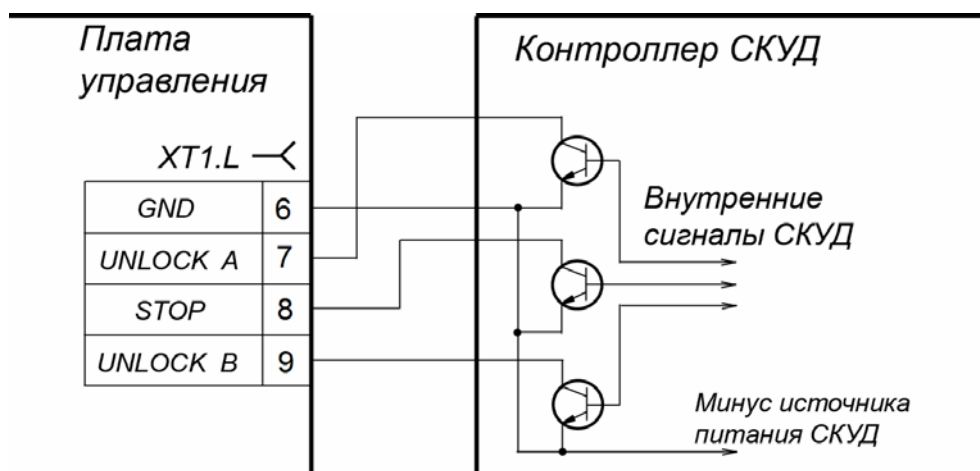 Плата
управления
Контроллер СКУД
XT1.L
GND 6
UNLOCK A 7
STOP 8
UNLOCK B 9
Внутренние
сигналы СКУД
Минус источника
питания СКУД